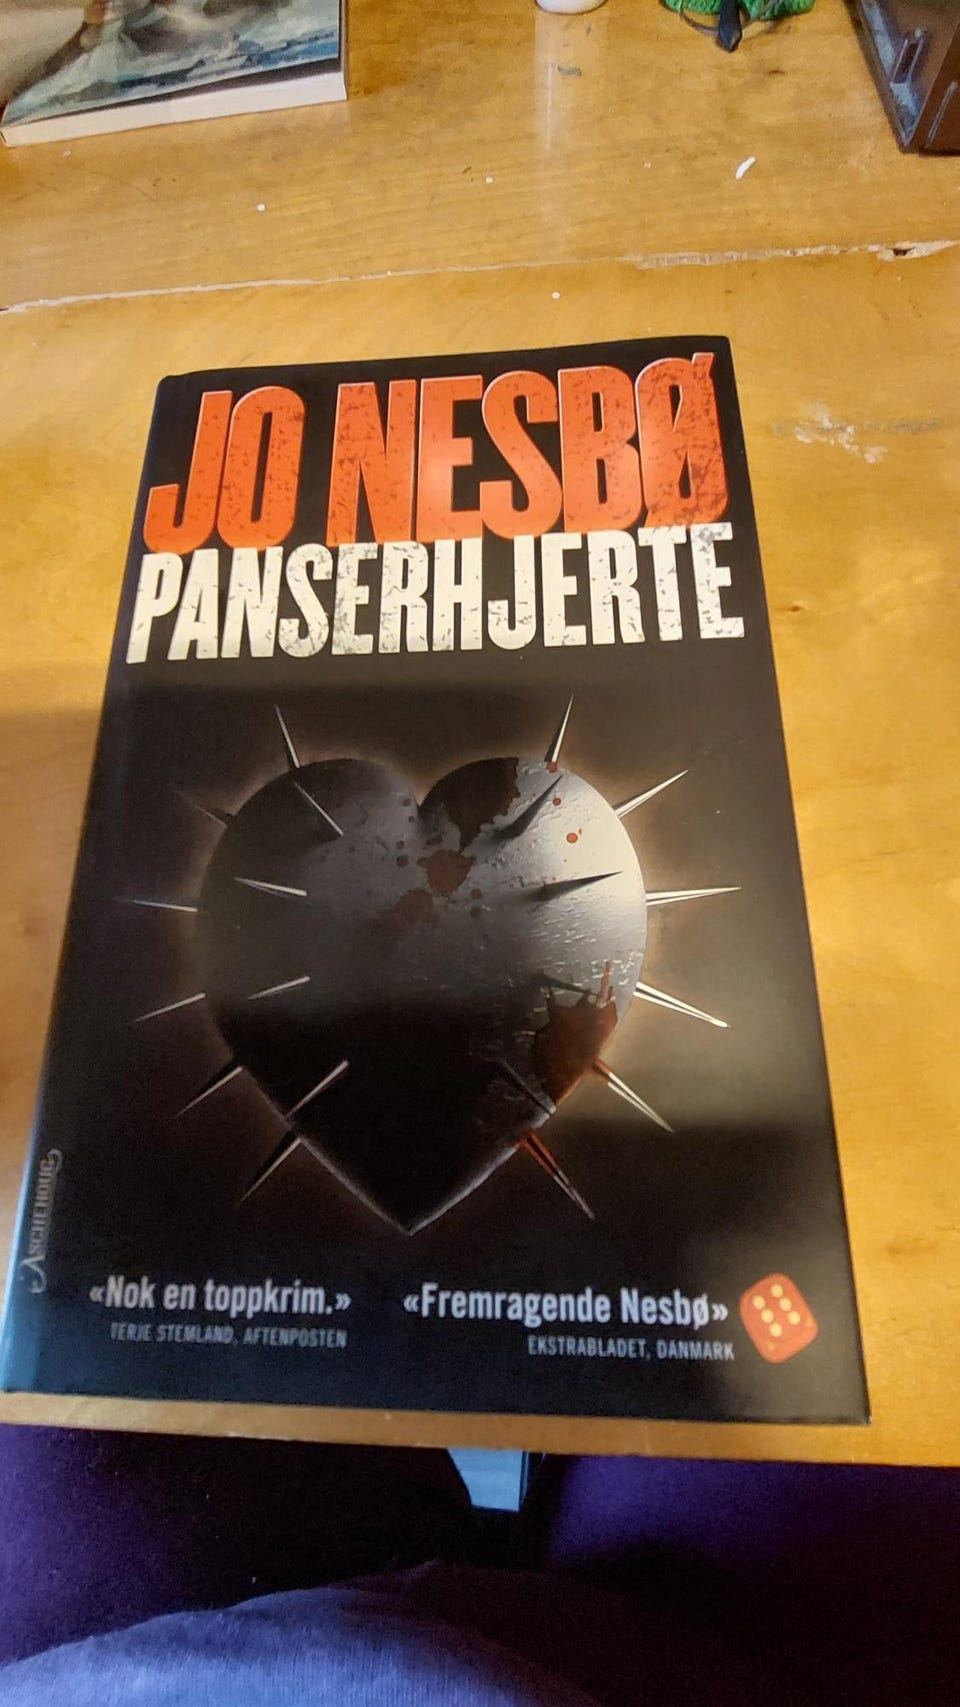 JO NESBØ
PANSERHJERTE
ASCHEHOUG
«Nok en toppkrim.»
TERJE STEMLAND, AFTENPOSTEN
«Fremragende Nesbø»
EKSTRABLADET, DANMARK